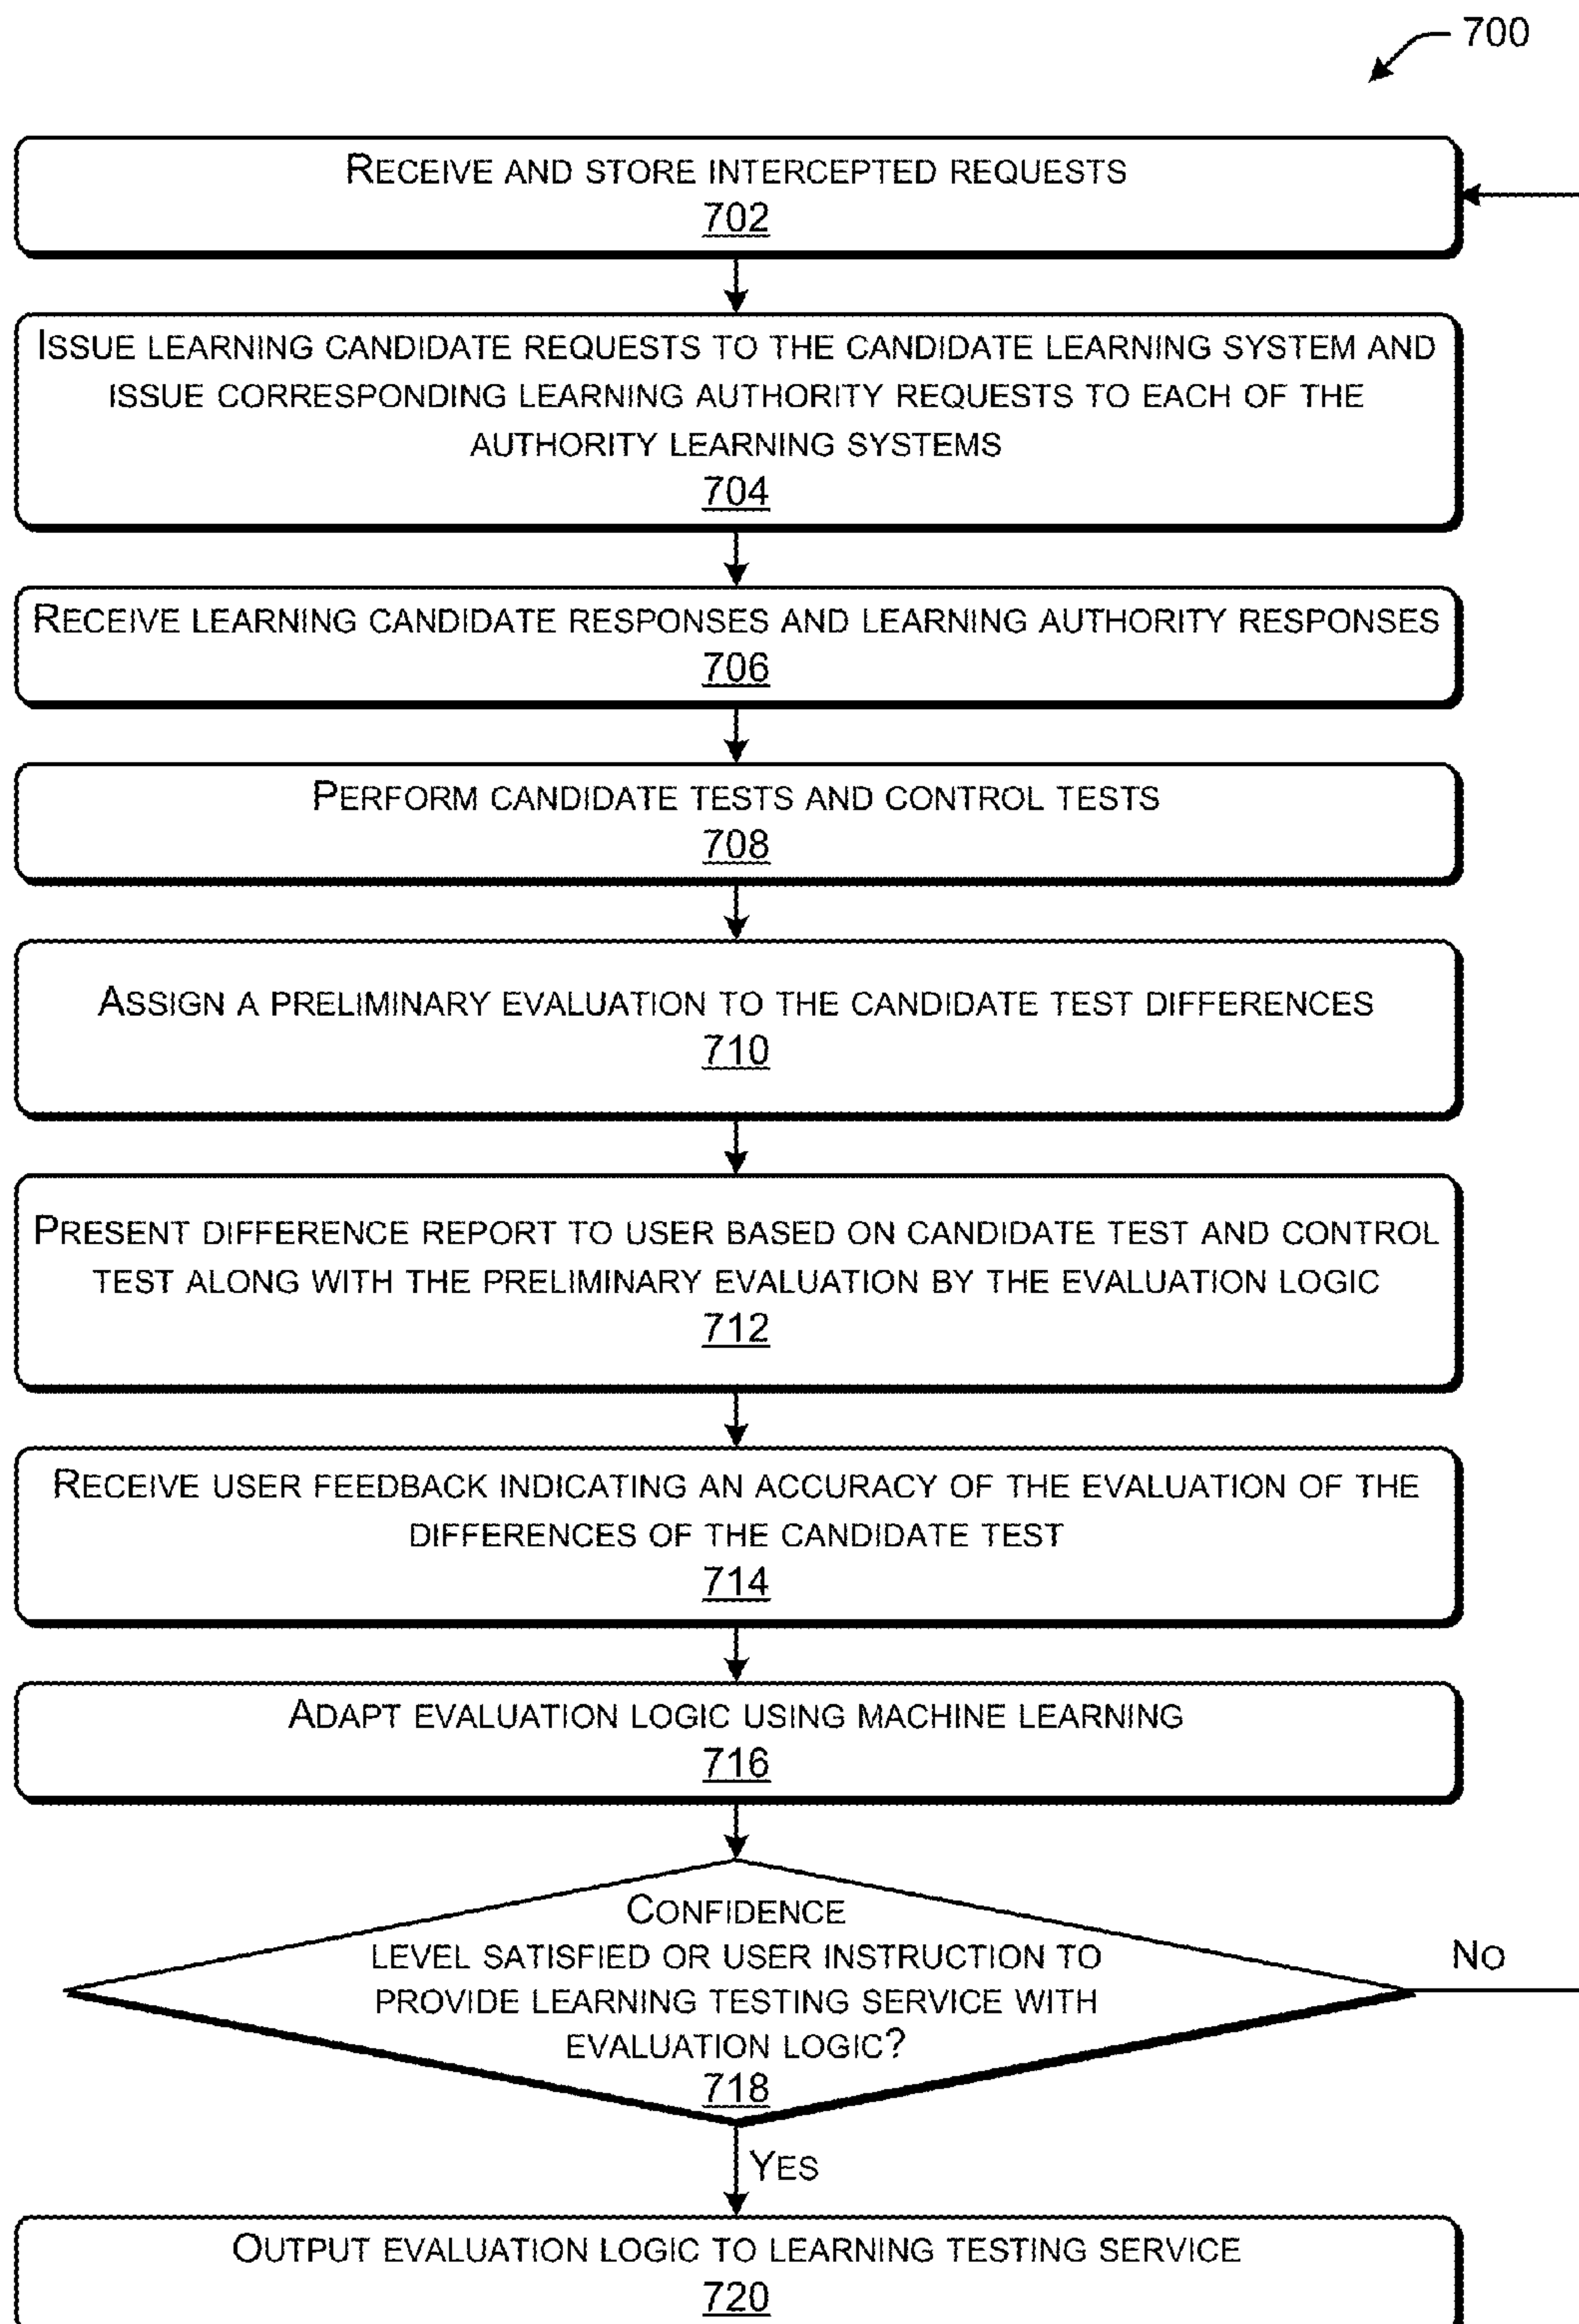 700
RECEIVE AND STORE INTERCEPTED REQUESTS
702
ISSUE LEARNING CANDIDATE REQUESTS TO THE CANDIDATE LEARNING SYSTEM AND
ISSUE CORRESPONDING LEARNING AUTHORITY REQUESTS TO EACH OF THE
AUTHORITY LEARNING SYSTEMS
704
RECEIVE LEARNING CANDIDATE RESPONSES AND LEARNING AUTHORITY RESPONSES
706
PERFORM CANDIDATE TESTS AND CONTROL TESTS
708
ASSIGN A PRELIMINARY EVALUATION TO THE CANDIDATE TEST DIFFERENCES
710
PRESENT DIFFERENCE REPORT TO USER BASED ON CANDIDATE TEST AND CONTROL
TEST ALONG WITH THE PRELIMINARY EVALUATION BY THE EVALUATION LOGIC
712
RECEIVE USER FEEDBACK INDICATING AN ACCURACY OF THE EVALUATION OF THE
DIFFERENCES OF THE CANDIDATE TEST
714
ADAPT EVALUATION LOGIC USING MACHINE LEARNING
716
CONFIDENCE
LEVEL SATISFIED OR USER INSTRUCTION TO
PROVIDE LEARNING TESTING SERVICE WITH
EVALUATION LOGIC?
718
NO
YES
OUTPUT EVALUATION LOGIC TO LEARNING TESTING SERVICE
720